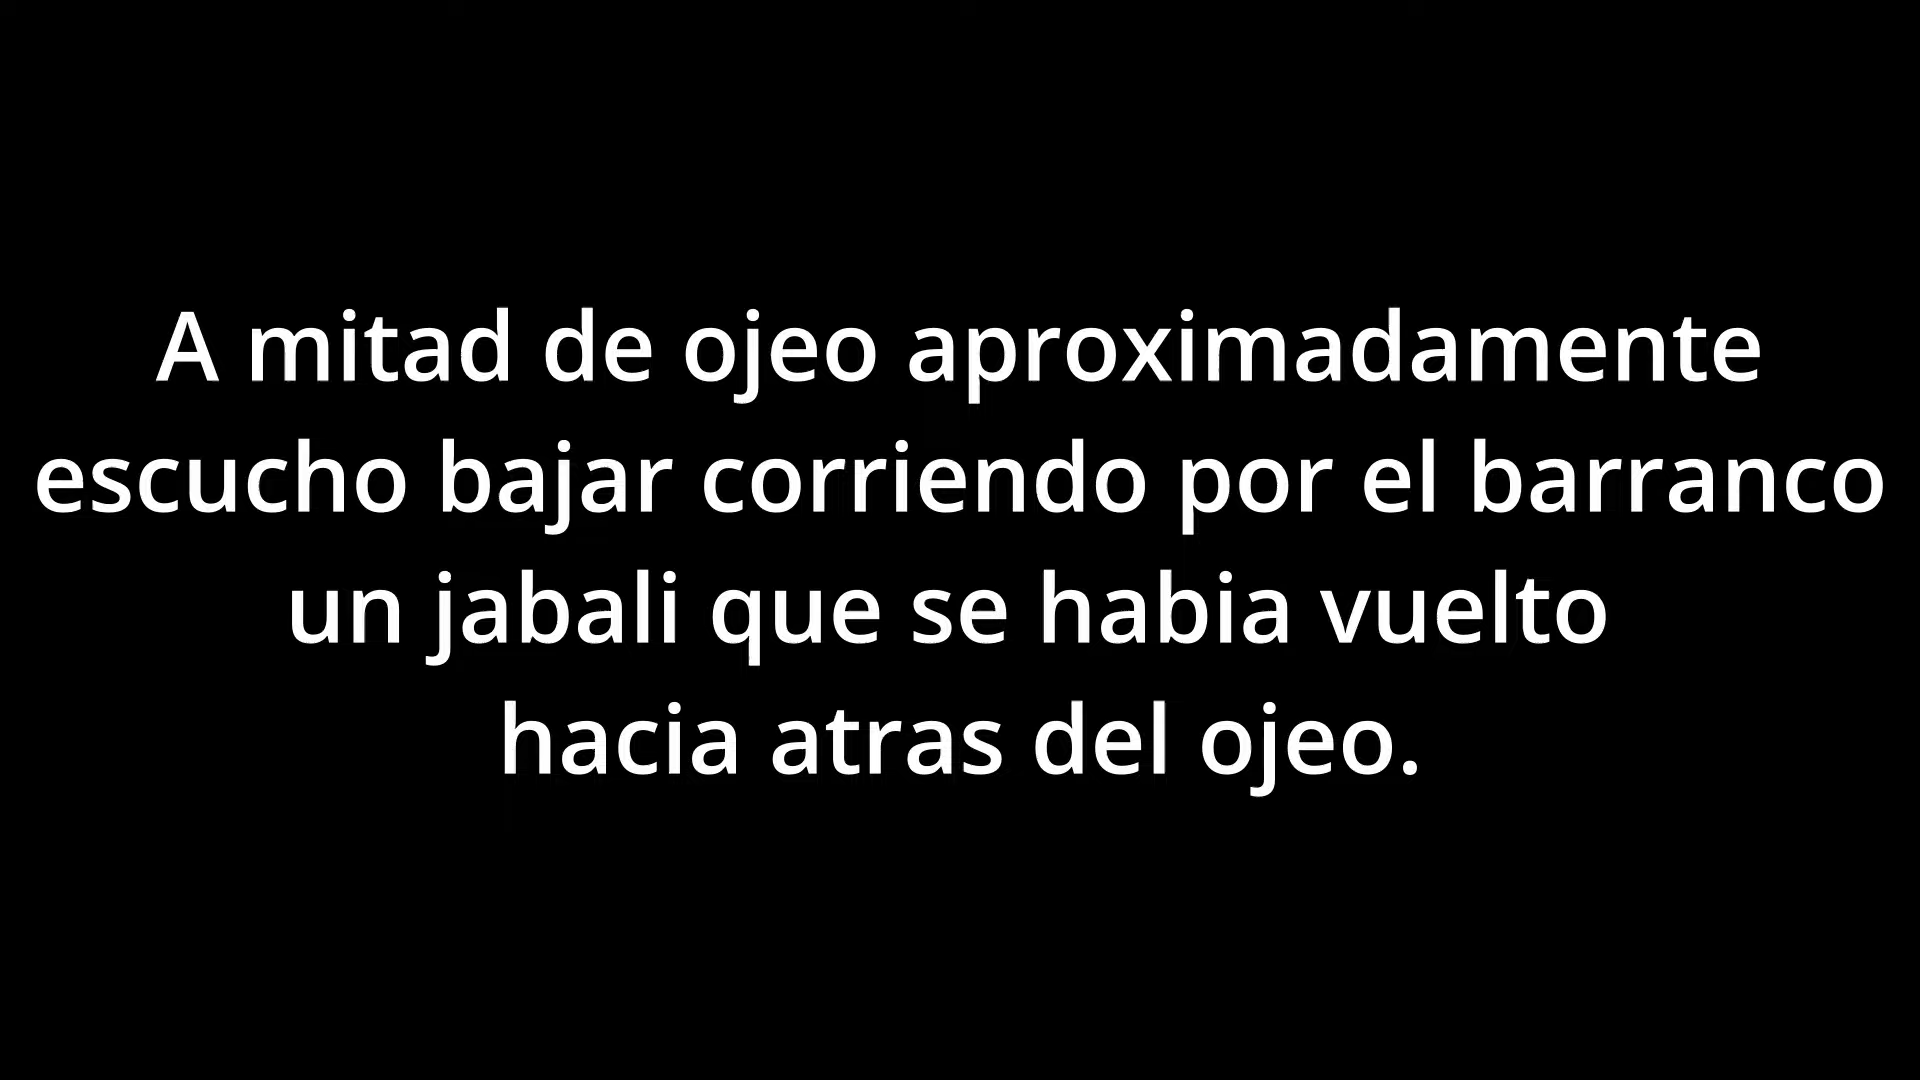 A mitad de ojeo aproximadamente
escucho bajar corriendo por el barranco
un jabali que se habia vuelto
hacia atras del ojeo.